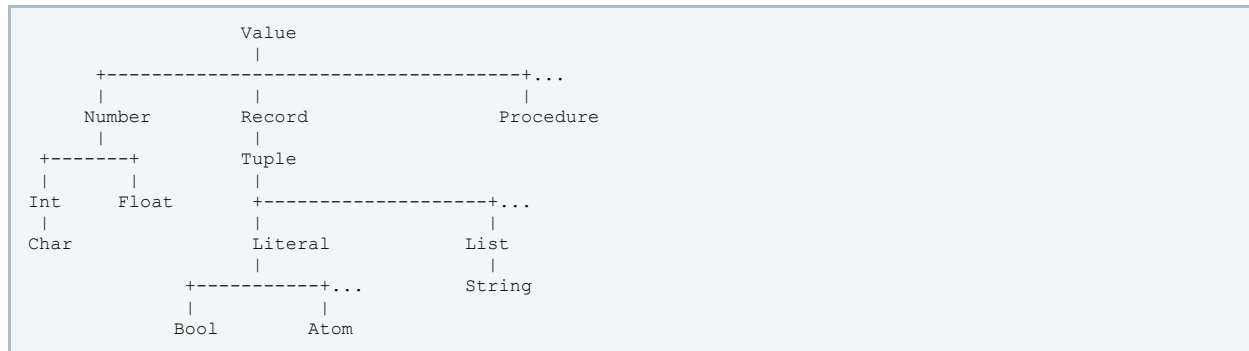 Value
|
+-------------------------------------+...
| | |
Number Record Procedure
| |
+-------+ Tuple
| | |
Int Float +--------------------+...
| | |
Char Literal List
| |
+-----------+... String
| |
Bool Atom